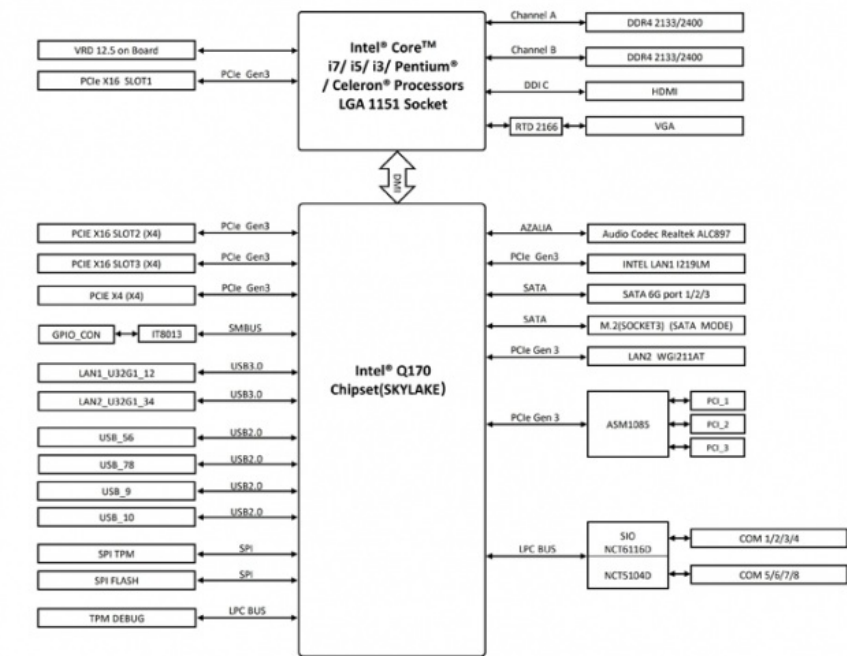 VRD 12.5 on Board
PCIe X16 SLOT1
PCIe Gen3
Intel® Core™
i7/ i5/ i3/ Pentium®
/ Celeron® Processors
LGA 1151 Socket
Channel A
DDR4 2133/2400
Channel B
DDR4 2133/2400
DDI C
HDMI
RTD 2166
VGA
DMI
PCIE X16 SLOT2 (X4)
PCIe Gen3
PCIE X16 SLOT3 (X4)
PCIe Gen3
PCIE X4 (X4)
PCIe Gen3
GPIO_CON
IT8013
SMBUS
LAN1_U32G1_12
USB3.0
LAN2_U32G1_34
USB3.0
USB_56
USB2.0
USB_78
USB2.0
USB_9
USB2.0
USB_10
USB2.0
SPI TPM
SPI
SPI FLASH
SPI
TPM DEBUG
LPC BUS
Intel® Q170
Chipset(SKYLAKE)
AZALIA
Audio Codec Realtek ALC897
PCIe Gen3
INTEL LAN1 I219LM
SATA
SATA 6G port 1/2/3
SATA
M.2(SOCKET3) (SATA MODE)
PCIe Gen 3
LAN2 WGI211AT
PCIe Gen 3
ASM1085
PCI_1
PCI_2
PCI_3
LPC BUS
SIO
NCT6116D
NCT5104D
COM 1/2/3/4
COM 5/6/7/8